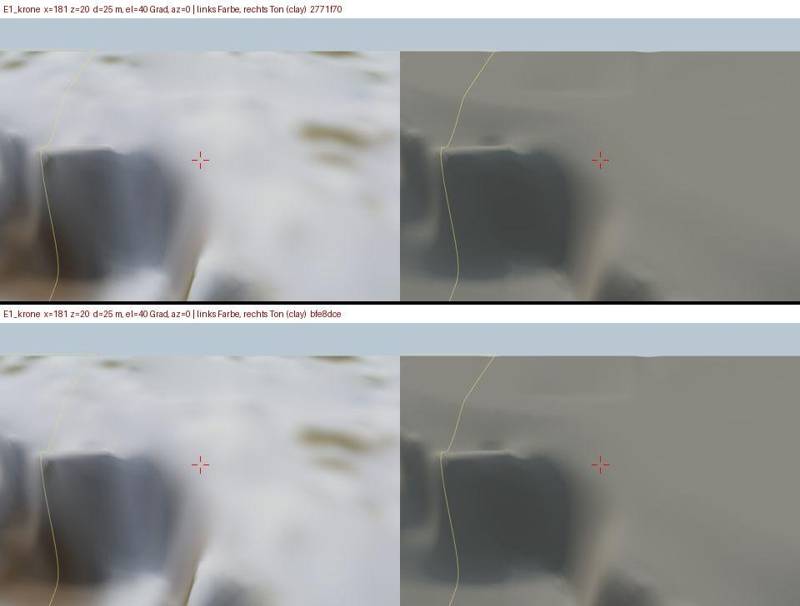 E1_krone x=181 z=20 d=25 m, el=40 Grad, az=0 | links Farbe, rechts Ton (clay) 2771f70
E1_krone x=181 z=20 d=25 m, el=40 Grad, az=0 | links Farbe, rechts Ton (clay) bfe8dce